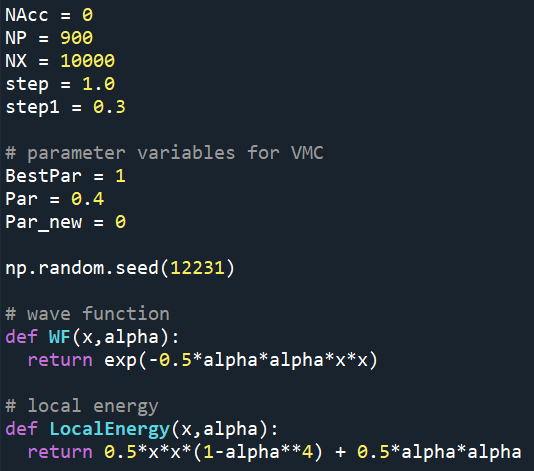 NAcc = 0
NP = 900
NX = 10000
step = 1.0
step1 = 0.3
# parameter variables for VMC
BestPar = 1
Par = 0.4
Par_new = 0
np.random.seed(12231)
# wave function
def WF(x,alpha):
  return exp(-0.5*alpha*alpha*x*x)
# local energy
def LocalEnergy(x,alpha):
  return 0.5*x*x*(1-alpha**4) + 0.5*alpha*alpha